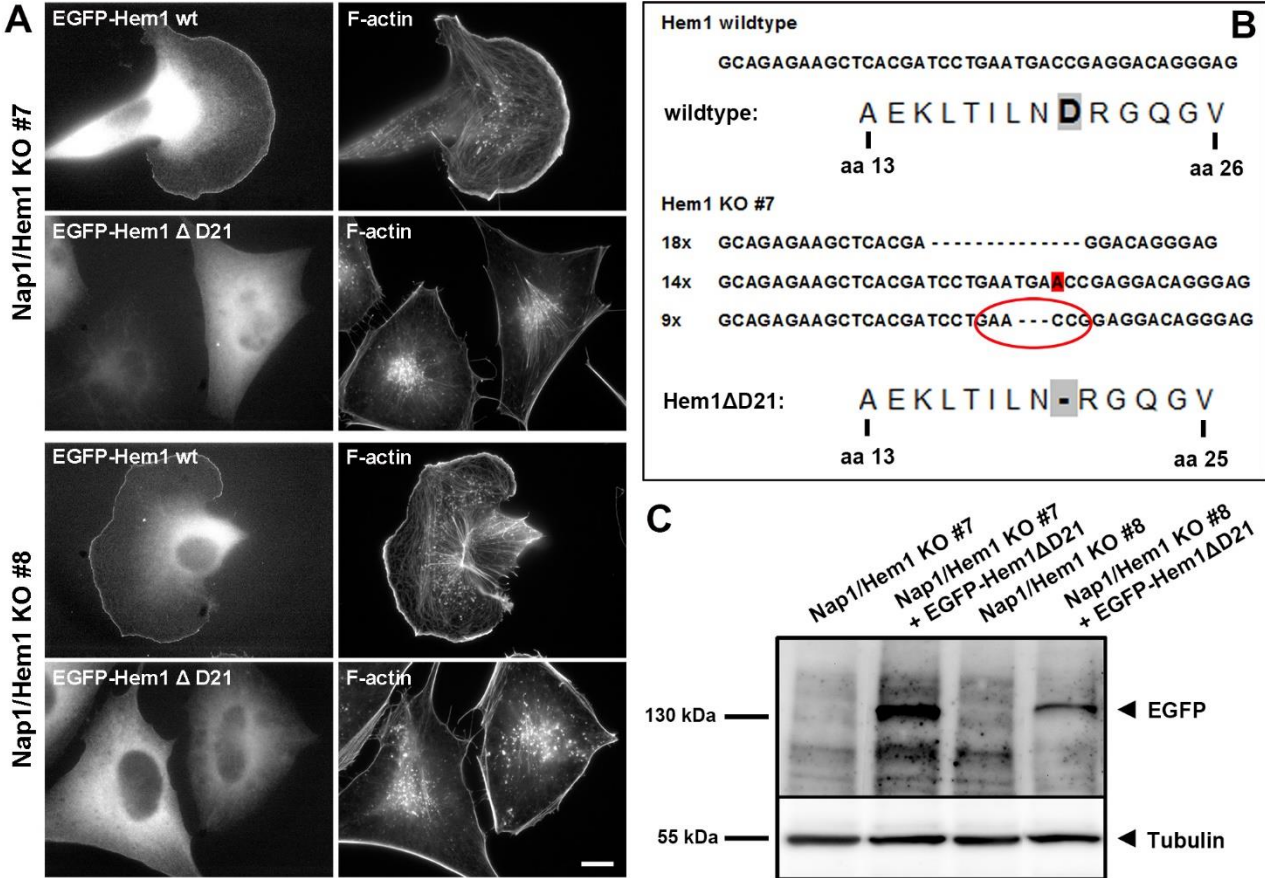 A
Nap1/Hem1 KO #7
EGFP-Hem1 wt
F-actin
EGFP-Hem1 Δ D21
F-actin
Nap1/Hem1 KO #8
EGFP-Hem1 wt
F-actin
EGFP-Hem1 Δ D21
F-actin
B
Hem1 wildtype
GCAGAGAAGCTCACGATCCTGAATGACCGAGGACAGGGAG
wildtype: A E K L T I L N D R G Q G V
aa 13 aa 26
Hem1 KO #7
18x GCAGAGAAGCTCACGA - - - - - - - - - - - - - - GGACAGGGAG
14x GCAGAGAAGCTCACGATCCTGAATGAACCGAGGACAGGGAG
9x GCAGAGAAGCTCACGATCCTGAA - - - CCGGAGGACAGGGAG
Hem1ΔD21: A E K L T I L N - R G Q G V
aa 13 aa 25
C
Nap1/Hem1 KO #7
Nap1/Hem1 KO #7
+ EGFP-Hem1ΔD21
Nap1/Hem1 KO #8
Nap1/Hem1 KO #8
+ EGFP-Hem1ΔD21
130 kDa
EGFP
55 kDa
Tubulin